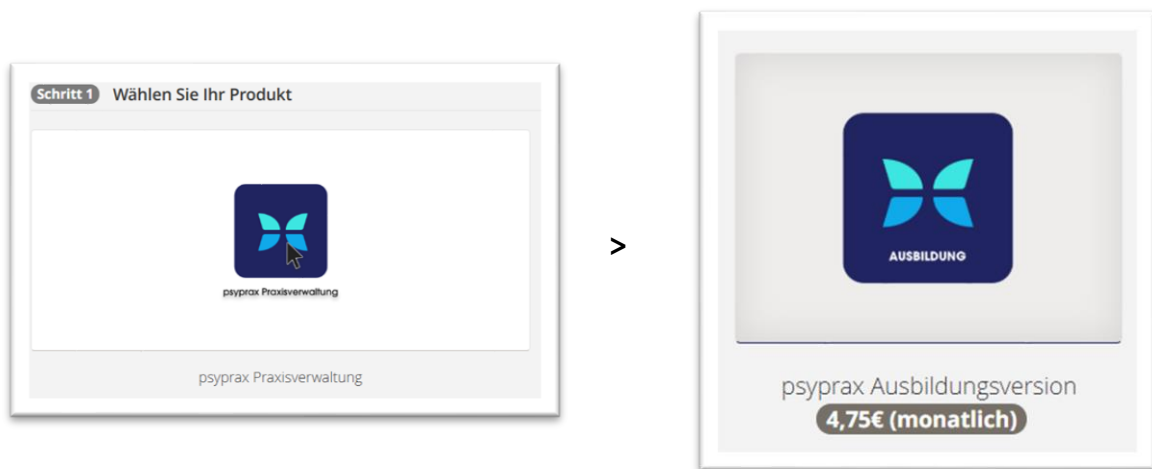 Schritt 1 Wählen Sie Ihr Produkt
psyprax Praxisverwaltung
psyprax Praxisverwaltung
>
AUSBILDUNG
psyprax Ausbildungsversion
4,75€ (monatlich)